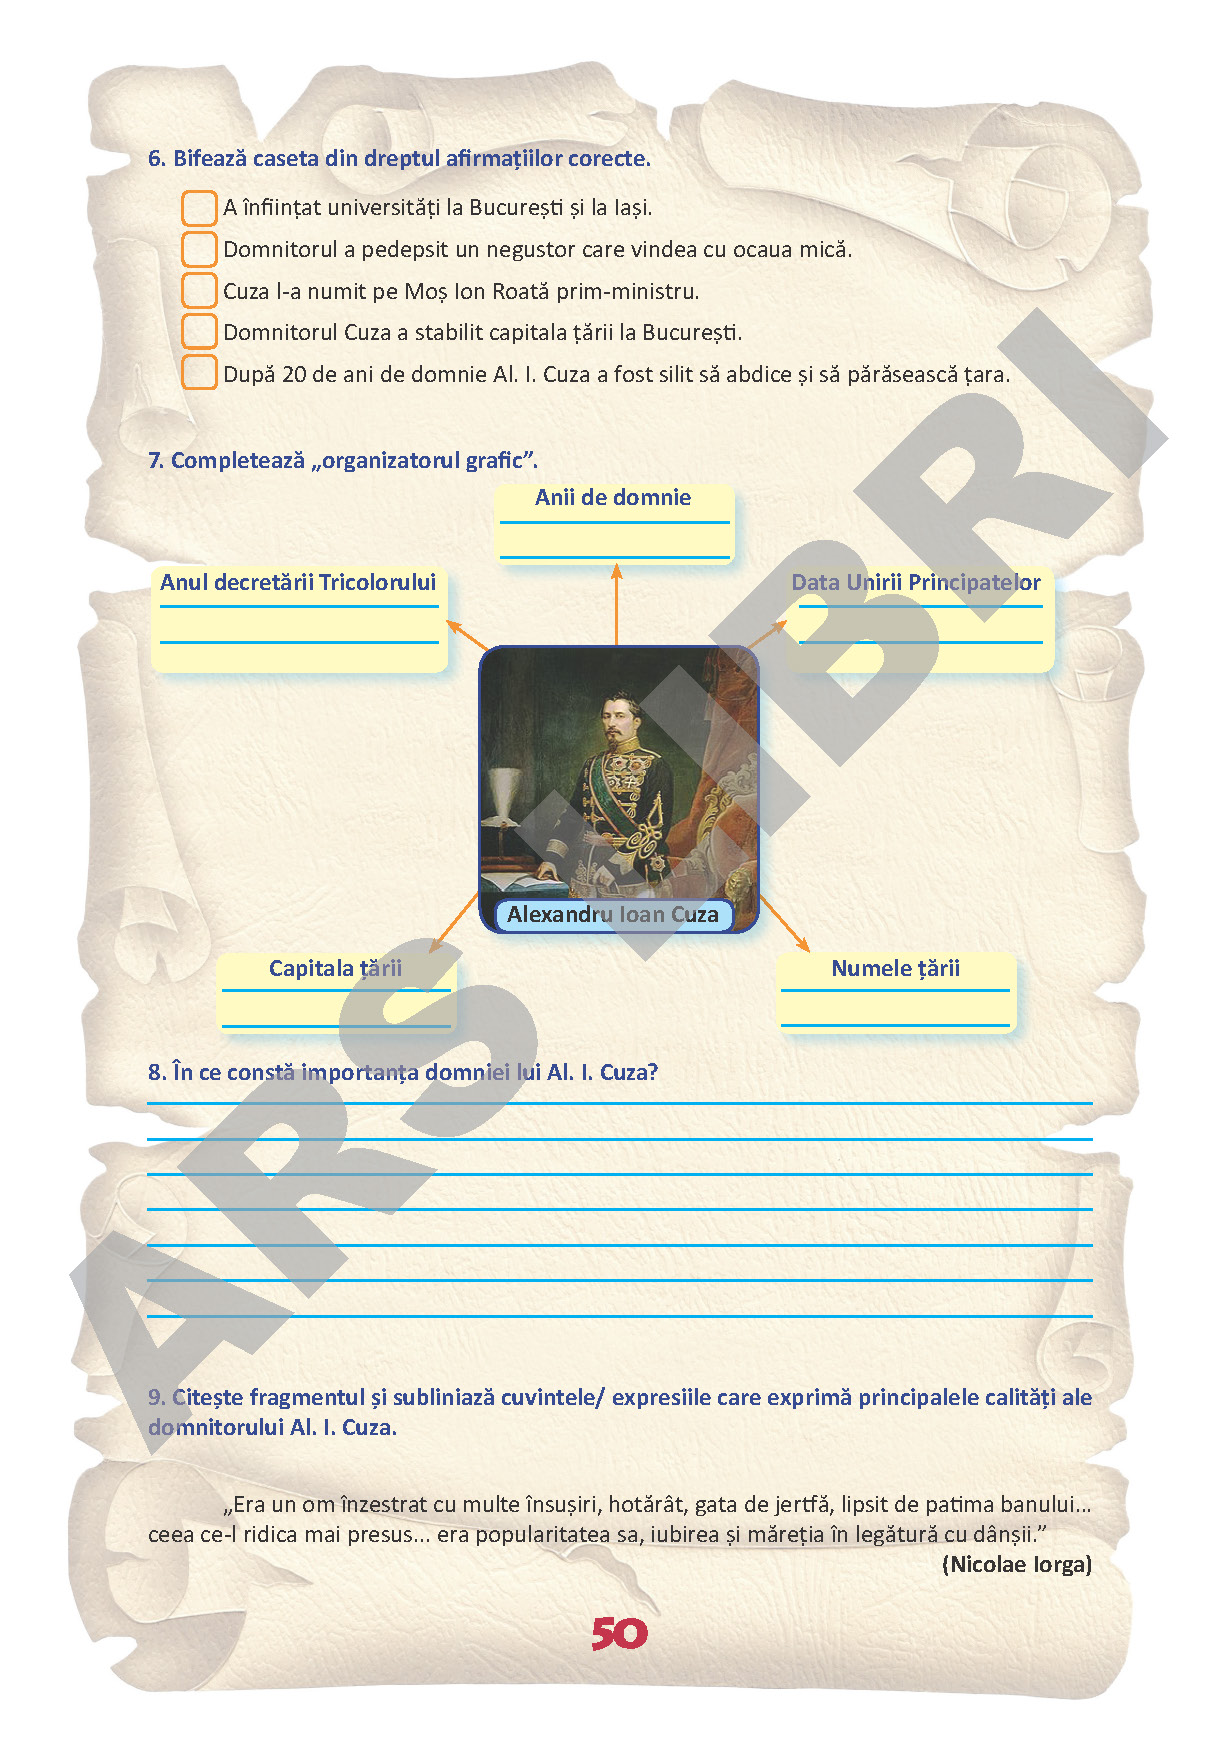 6. Bifează caseta din dreptul afirmațiilor corecte.
A înființat universități la București și la Iași.
Domnitorul a pedepsit un negustor care vindea cu ocaua mică.
Cuza l-a numit pe Moș Ion Roată prim-ministru.
Domnitorul Cuza a stabilit capitala țării la București.
După 20 de ani de domnie Al. I. Cuza a fost silit să abdice și să părăsească țara.
7. Completează „organizatorul grafic”.
Anii de domnie
Anul decretării Tricolorului
Data Unirii Principatelor
Alexandru Ioan Cuza
Capitala țării
Numele țării
8. În ce constă importanța domniei lui Al. I. Cuza?
9. Citește fragmentul și subliniază cuvintele/ expresiile care exprimă principalele calități ale
domnitorului Al. I. Cuza.
„Era un om înzestrat cu multe însușiri, hotărât, gata de jertfă, lipsit de patima banului...
ceea ce-l ridica mai presus... era popularitatea sa, iubirea și măreția în legătură cu dânșii.”
(Nicolae Iorga)
50
ARS LIBRI